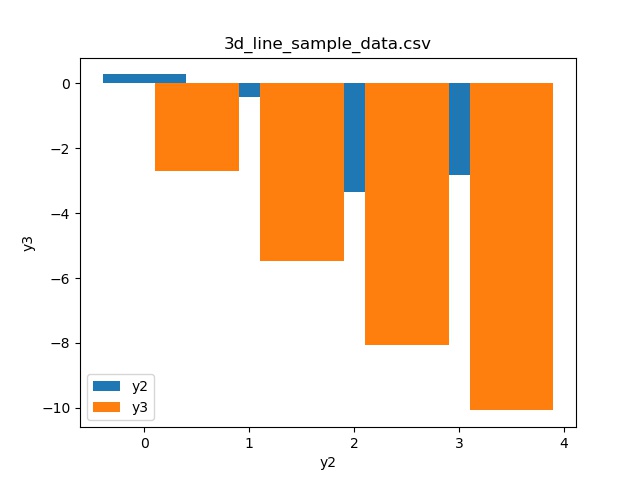 3d_line_sample_data.csv
y3
0
−2
−4
−6
−8
−10
y2
y3
0 1 2 3 4
y2